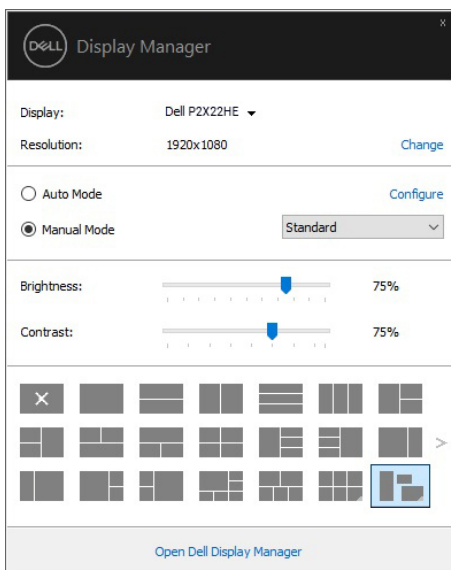 x
DELL Display Manager
Display: Dell P2X22HE
Resolution: 1920x1080 Change
Auto Mode Configure
Manual Mode Standard
Brightness: 75%
Contrast: 75%
Open Dell Display Manager